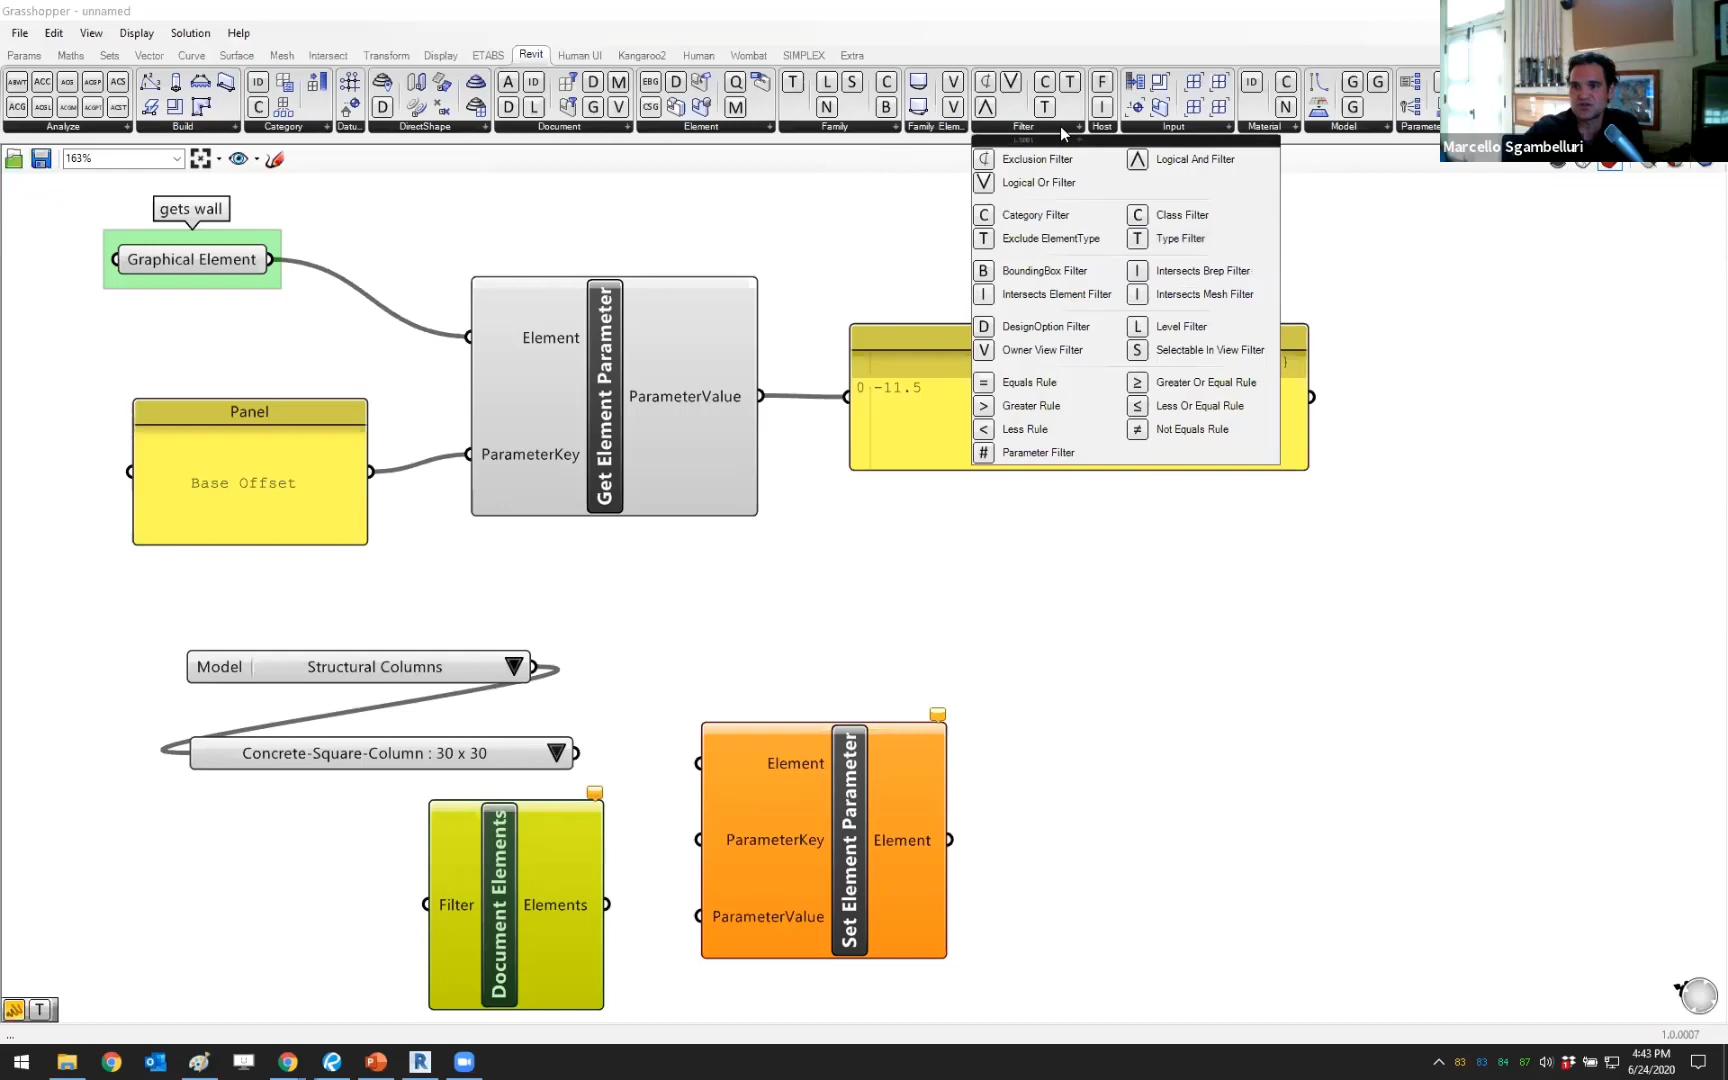 Grasshopper - unnamed
File Edit View Display Solution Help
Params Maths Sets Vector Curve Surface Mesh Intersect Transform Display ETABS Revit Human UI Kangaroo2 Human Wombat SIMPLEX Extra
Analyze Build Category Datu... DirectShape Document Element Family Family Elem... Filter Host Input Material Model Paramete
163%
Marcello Sgambelluri
Exclusion Filter Logical And Filter
Logical Or Filter
Category Filter Class Filter
Exclude ElementType Type Filter
BoundingBox Filter Intersects Brep Filter
Intersects Element Filter Intersects Mesh Filter
DesignOption Filter Level Filter
Owner View Filter Selectable In View Filter
Equals Rule Greater Or Equal Rule
Greater Rule Less Or Equal Rule
Less Rule Not Equals Rule
Parameter Filter
gets wall
Graphical Element
Panel
Base Offset
Element
ParameterKey
Get Element Parameter
ParameterValue
0 -11.5
Model Structural Columns
Concrete-Square-Column : 30 x 30
Filter
Document Elements
Elements
Element
ParameterKey
ParameterValue
Set Element Parameter
Element
...
1.0.0007
83 83 84 87
4:43 PM
6/24/2020